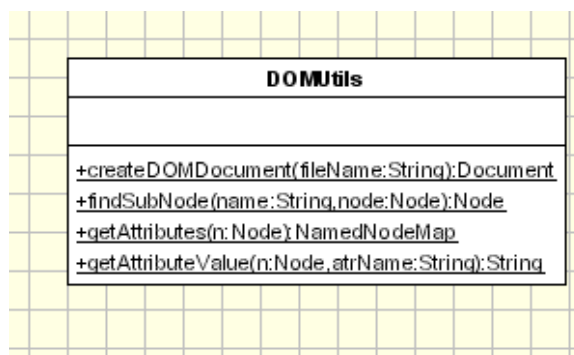 DOMUtils
+createDOMDocument(fileName:String):Document
+findSubNode(name:String,node:Node):Node
+getAttributes(n:Node):NamedNodeMap
+getAttributeValue(n:Node,atrName:String):String